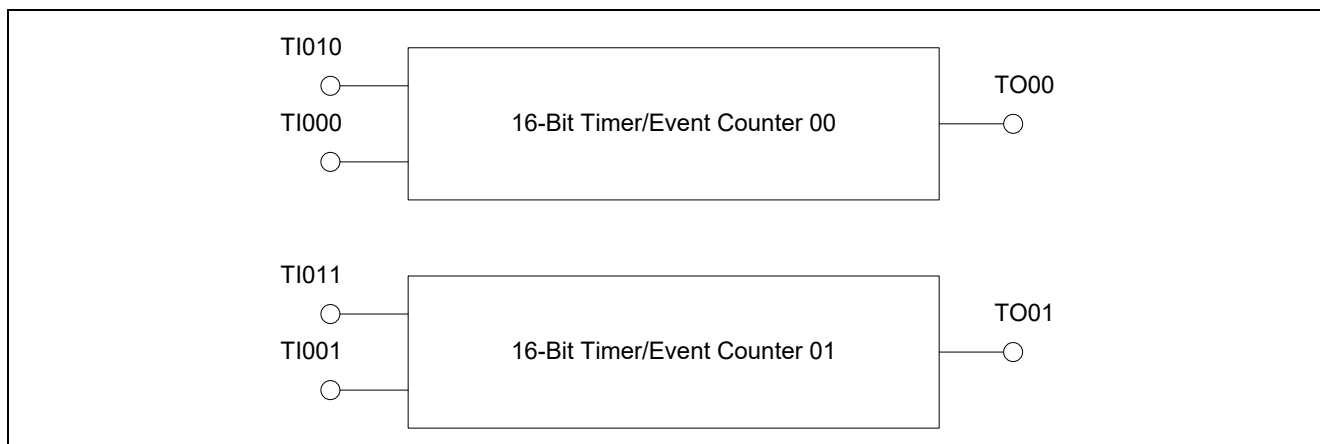 TI010
TI000
16-Bit Timer/Event Counter 00
TO00
TI011
TI001
16-Bit Timer/Event Counter 01
TO01